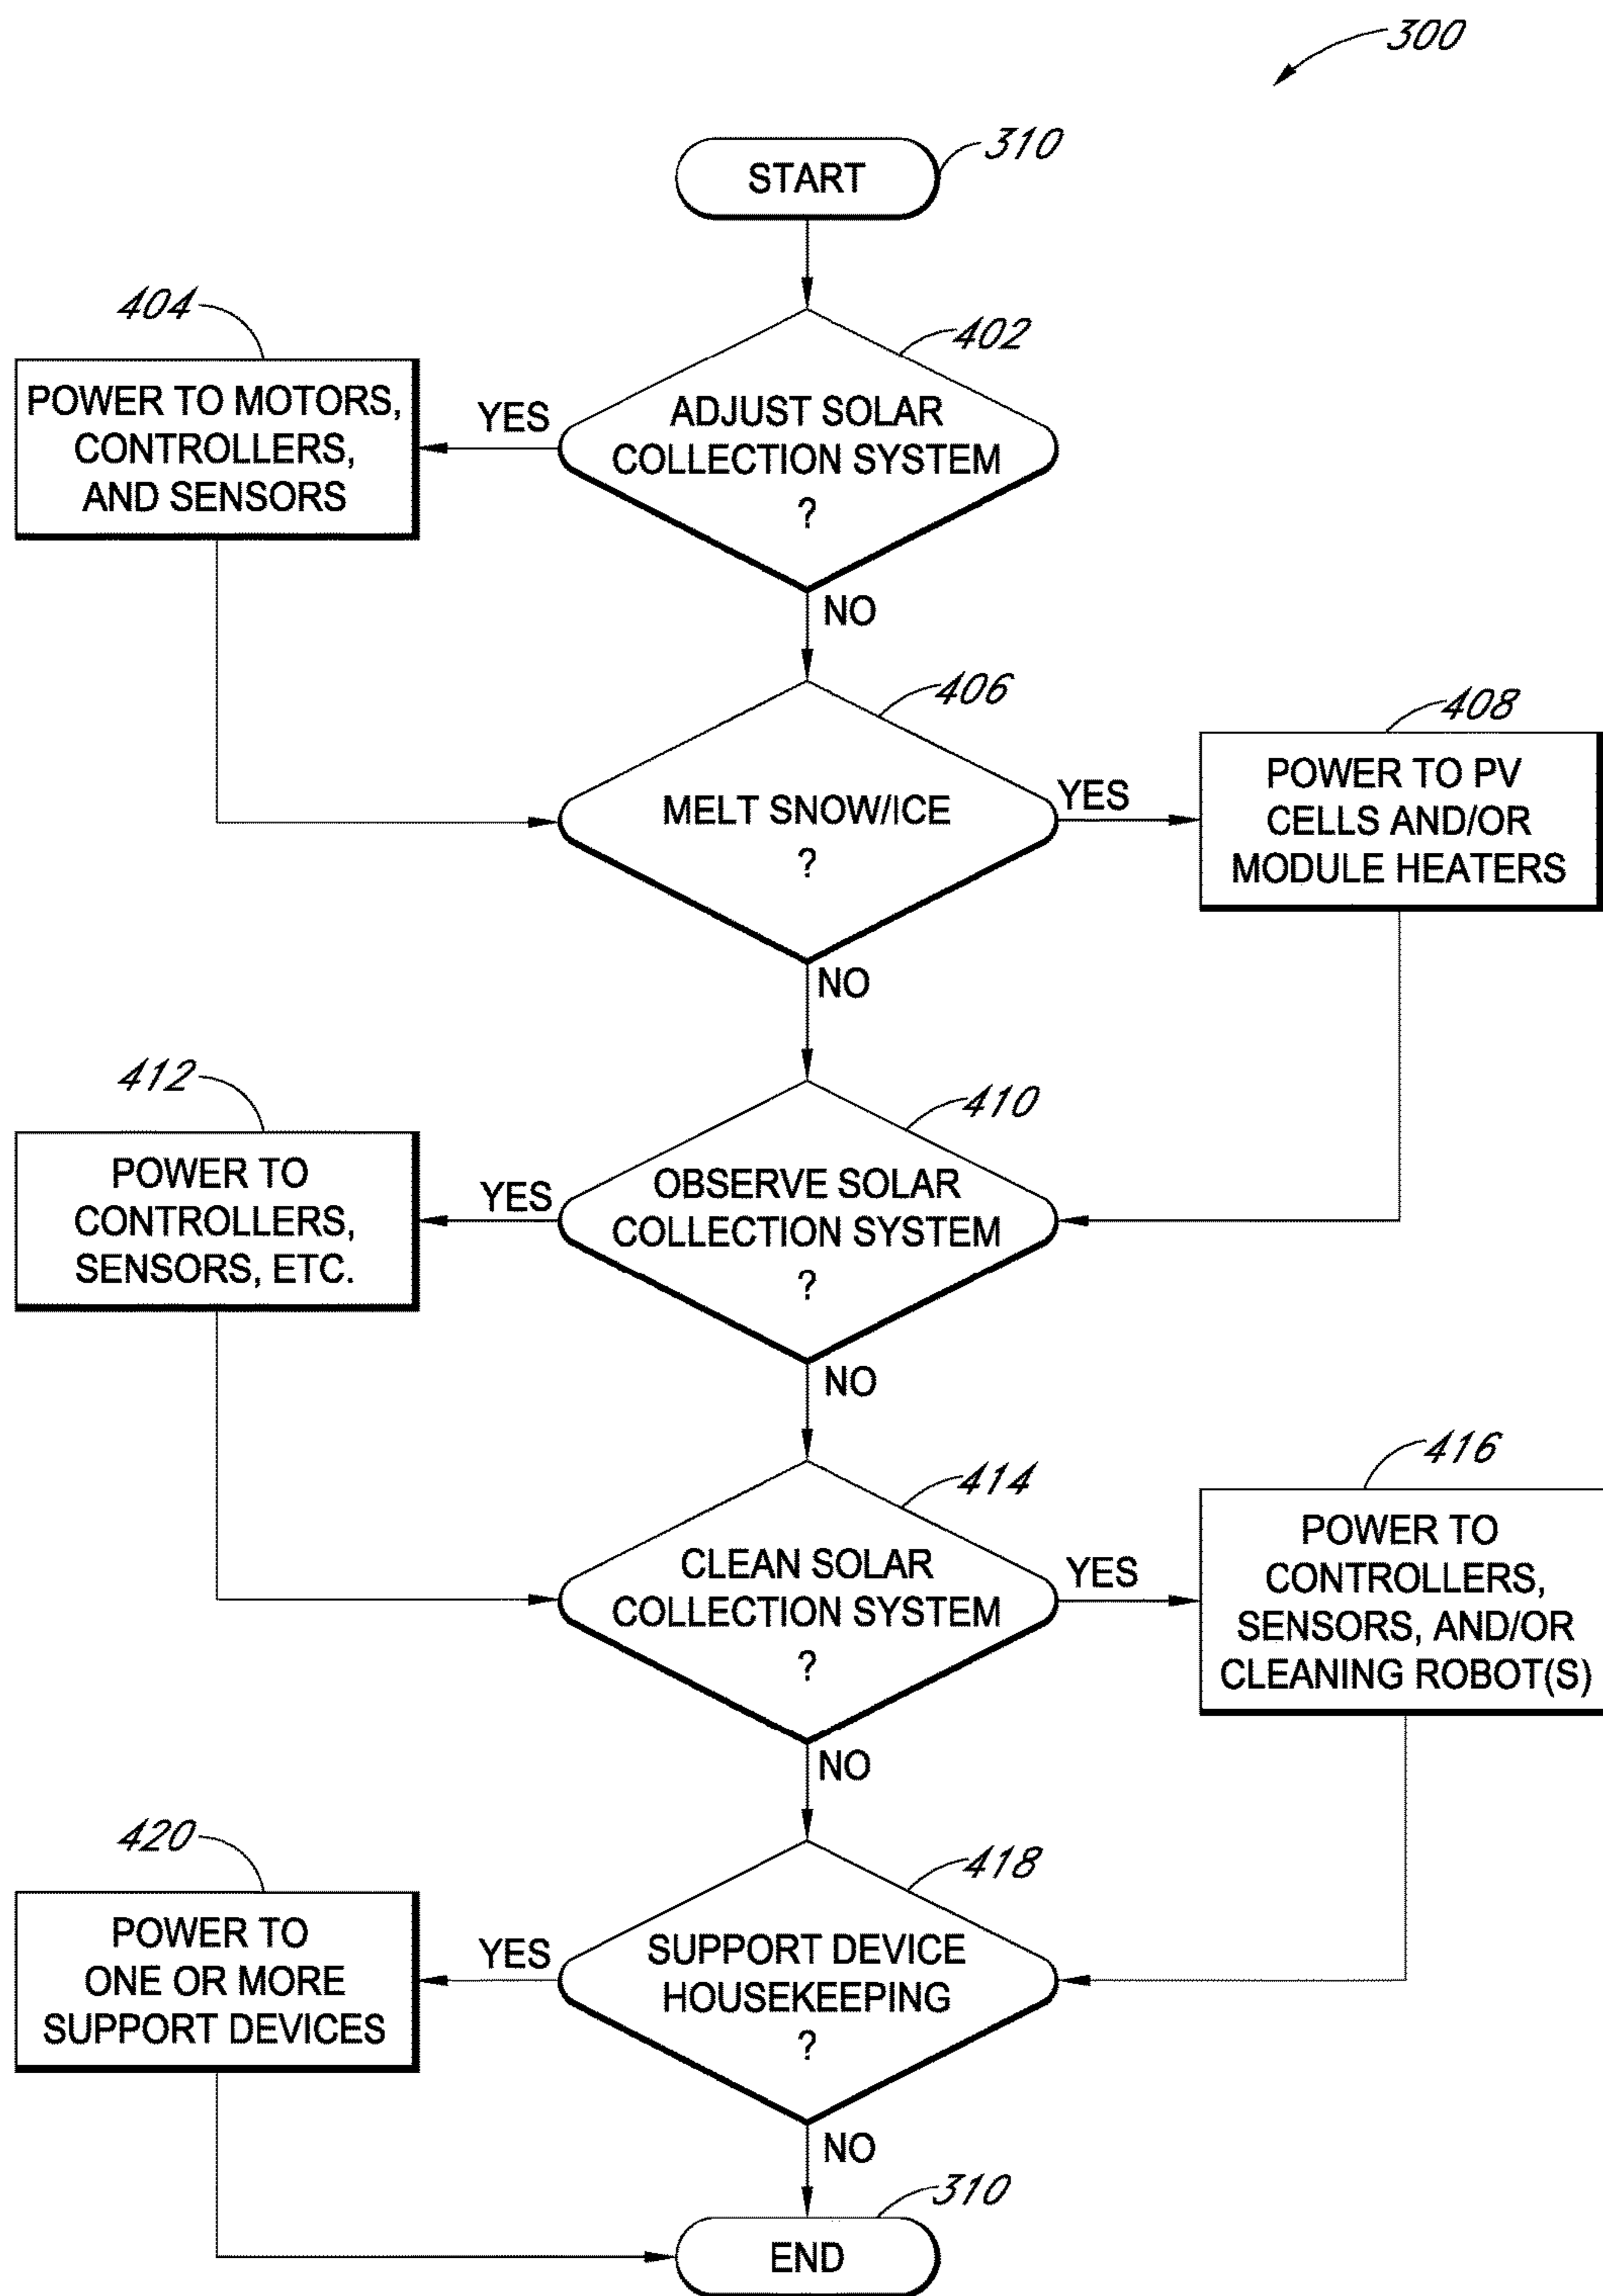 300
310
START
404
402
POWER TO MOTORS,
CONTROLLERS,
AND SENSORS
YES
ADJUST SOLAR
COLLECTION SYSTEM
?
NO
406
408
MELT SNOW/ICE
?
YES
POWER TO PV
CELLS AND/OR
MODULE HEATERS
NO
412
410
POWER TO
CONTROLLERS,
SENSORS, ETC.
YES
OBSERVE SOLAR
COLLECTION SYSTEM
?
NO
414
416
CLEAN SOLAR
COLLECTION SYSTEM
?
YES
POWER TO
CONTROLLERS,
SENSORS, AND/OR
CLEANING ROBOT(S)
NO
420
418
POWER TO
ONE OR MORE
SUPPORT DEVICES
YES
SUPPORT DEVICE
HOUSEKEEPING
?
NO
310
END